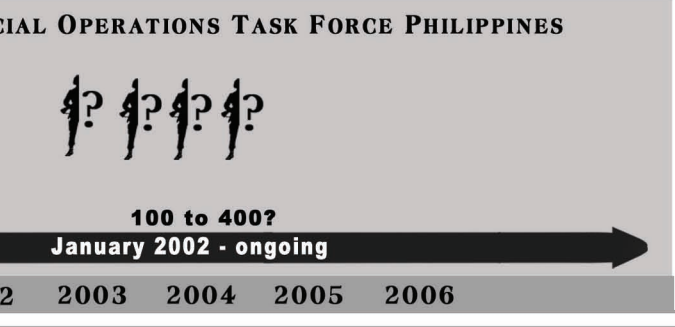 CIAL OPERATIONS TASK FORCE PHILIPPINES
? ? ? ?
100 to 400?
January 2002 - ongoing
2 2003 2004 2005 2006